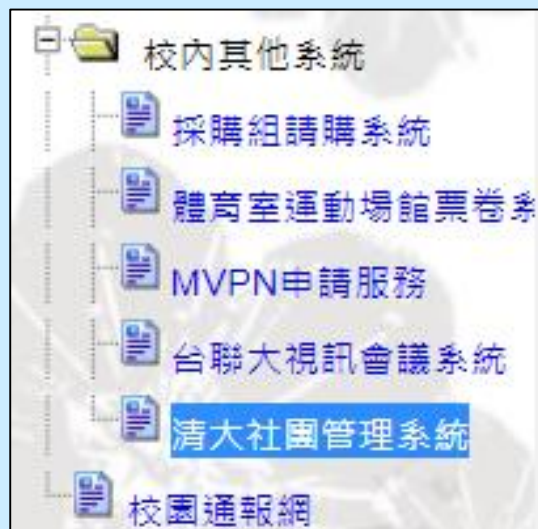 校內其他系統
採購組請購系統
體育室運動場館票卷系
MVPN申請服務
台聯大視訊會議系統
清大社團管理系統
校園通報網